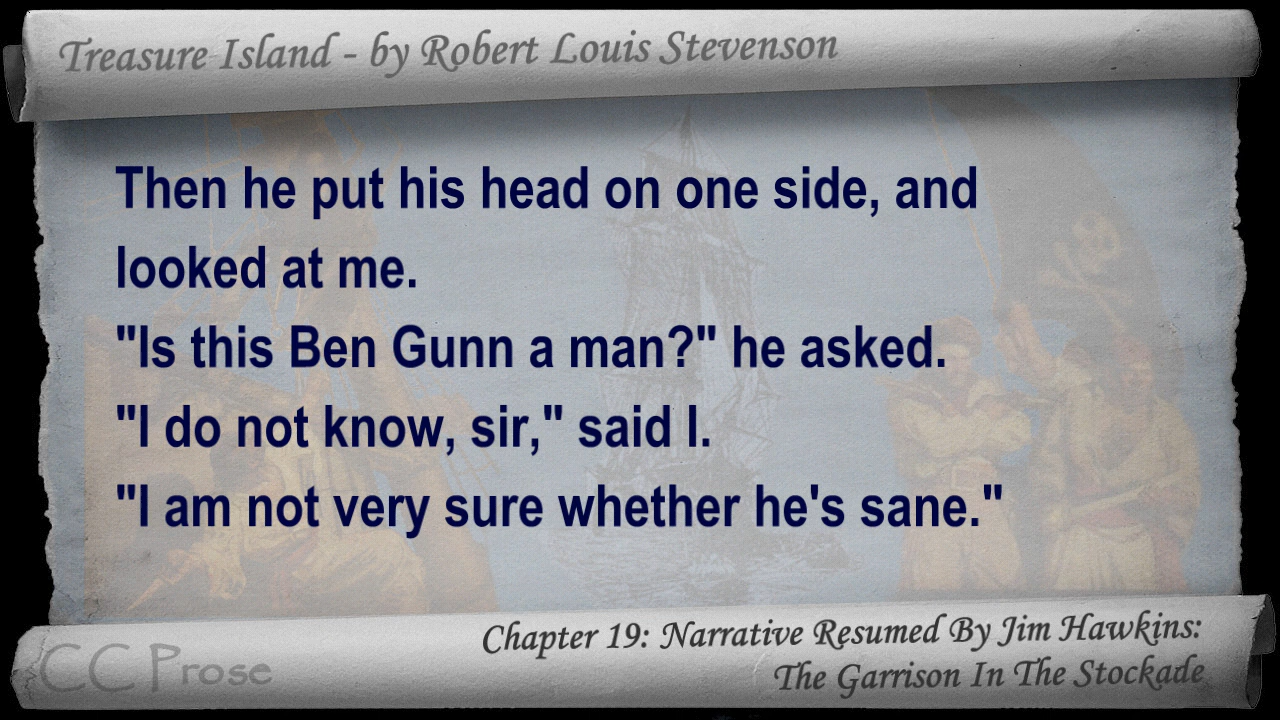 Treasure Island - by Robert Louis Stevenson
Then he put his head on one side, and
looked at me.
"Is this Ben Gunn a man?" he asked.
"I do not know, sir," said I.
"I am not very sure whether he's sane."
Chapter 19: Narrative Resumed By Jim Hawkins:
The Garrison In The Stockade
CC Prose